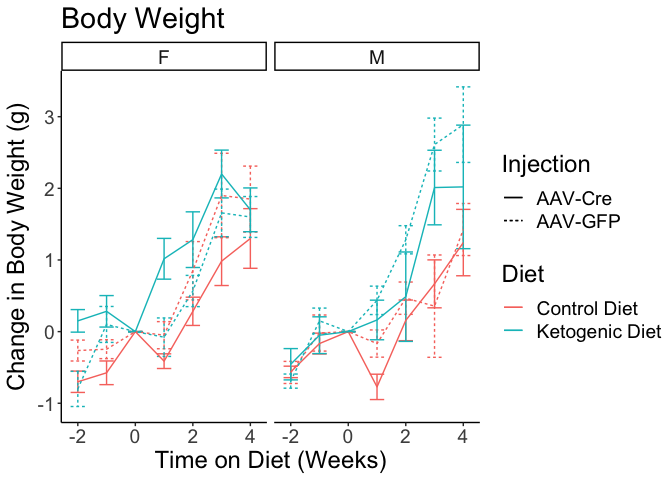 Body Weight
F
M
Change in Body Weight (g)
3
2
1
0
-1
-2 0 2 4
-2 0 2 4
Time on Diet (Weeks)
Injection
AAV-Cre
AAV-GFP
Diet
Control Diet
Ketogenic Diet